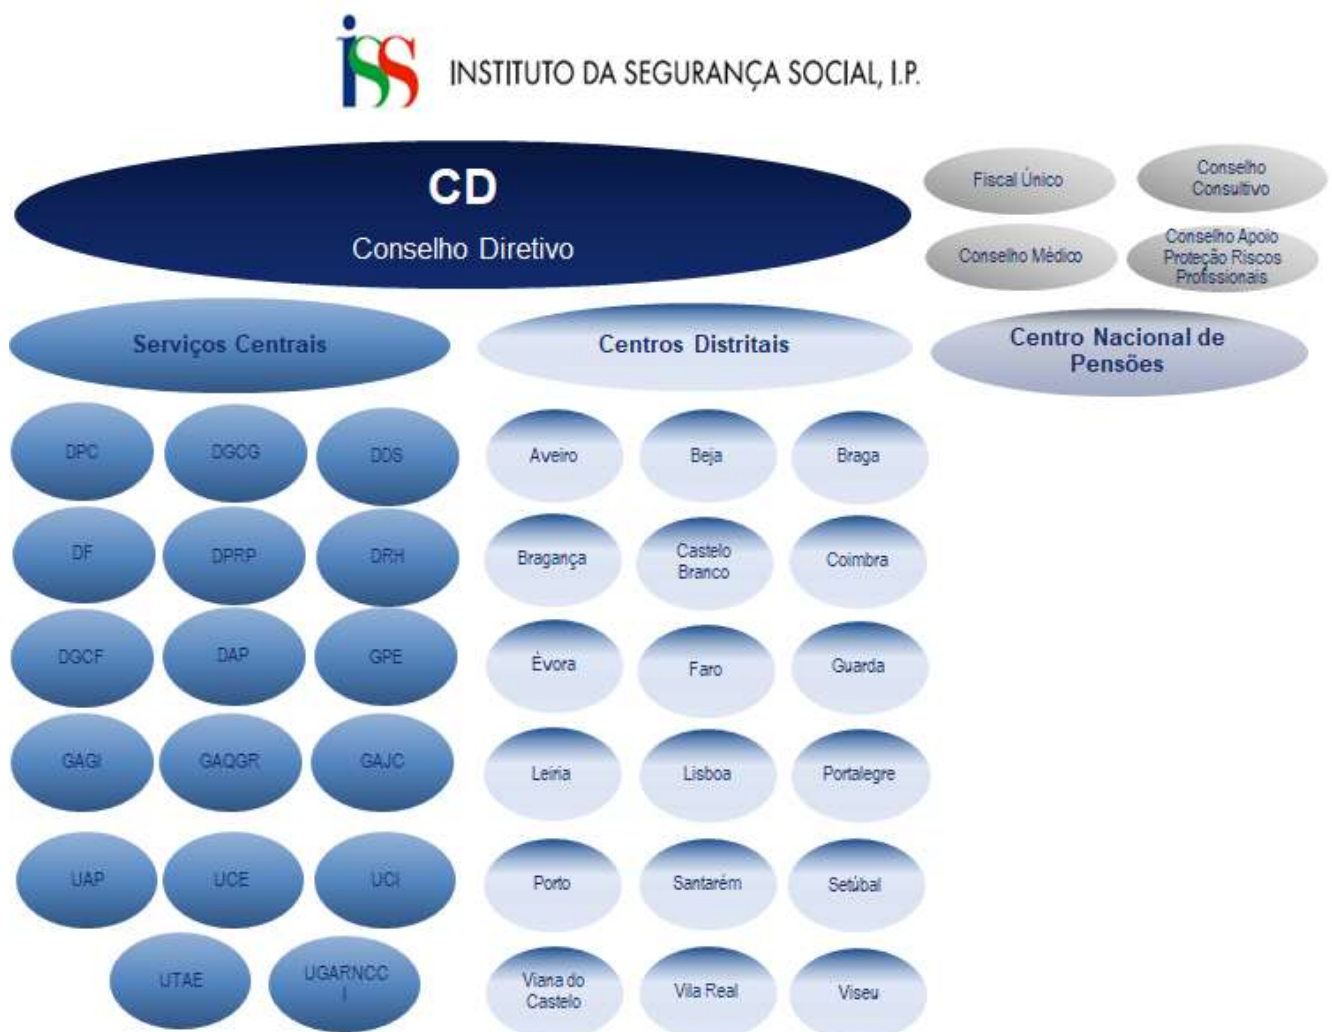 iss INSTITUTO DA SEGURANÇA SOCIAL, I.P.
CD
Conselho Diretivo
Fiscal Único
Conselho
Consultivo
Conselho Médico
Conselho Apoio
Proteção Riscos
Profissionais
Serviços Centrais
Centros Distritais
Centro Nacional de
Pensões
DPC
DGCG
DDS
DF
DPRP
DRH
DGCF
DAP
GPE
GAGI
GAQGR
GAJC
UAP
UCE
UCI
UTAE
UGARNCC
I
Aveiro
Beja
Braga
Bragança
Castelo
Branco
Coimbra
Évora
Faro
Guarda
Leiria
Lisboa
Portalegre
Porto
Santarém
Setúbal
Viana do
Castelo
Vila Real
Viseu